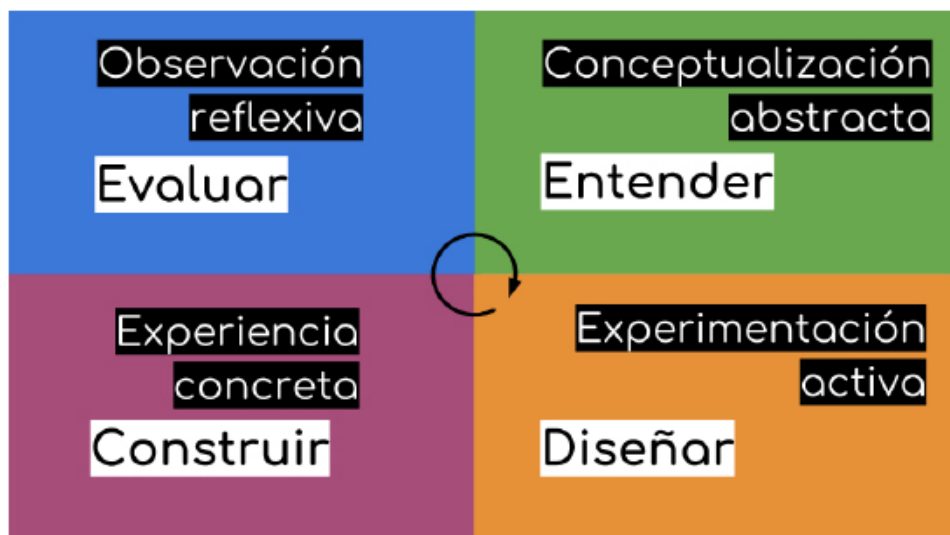 Observación
reflexiva
Evaluar
Conceptualización
abstracta
Entender
Experiencia
concreta
Construir
Experimentación
activa
Diseñar